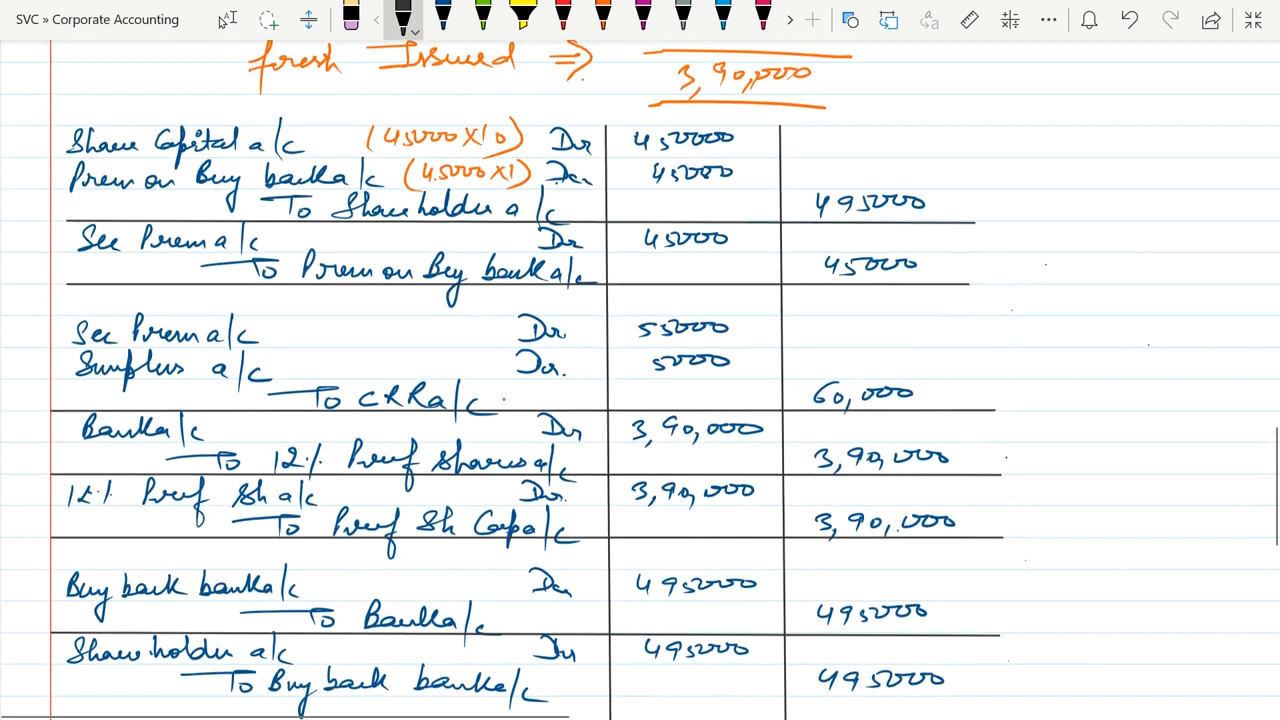 SVC » Corporate Accounting
fresh Issued ⇒ 3,90,000
Share Capital a/c (45000 X 10) Dr 450000
Prem on Buy back a/c (45000 X 1) Dr 45000
To Shareholder a/c 495000
Sec Prem a/c Dr 45000
To Prem on Buy back a/c 45000
Sec Prem a/c Dr 55000
Surplus a/c Dr. 5000
To CRR a/c 60,000
Bank a/c Dr 3,90,000
To 12% Pref Shares a/c 3,90,000
12% Pref Sh a/c Dr. 3,90,000
To Pref Sh Cap a/c 3,90,000
Buy back bank a/c Dr 495000
To Bank a/c 495000
Shareholder a/c Dr 495000
To Buy back bank a/c 495000